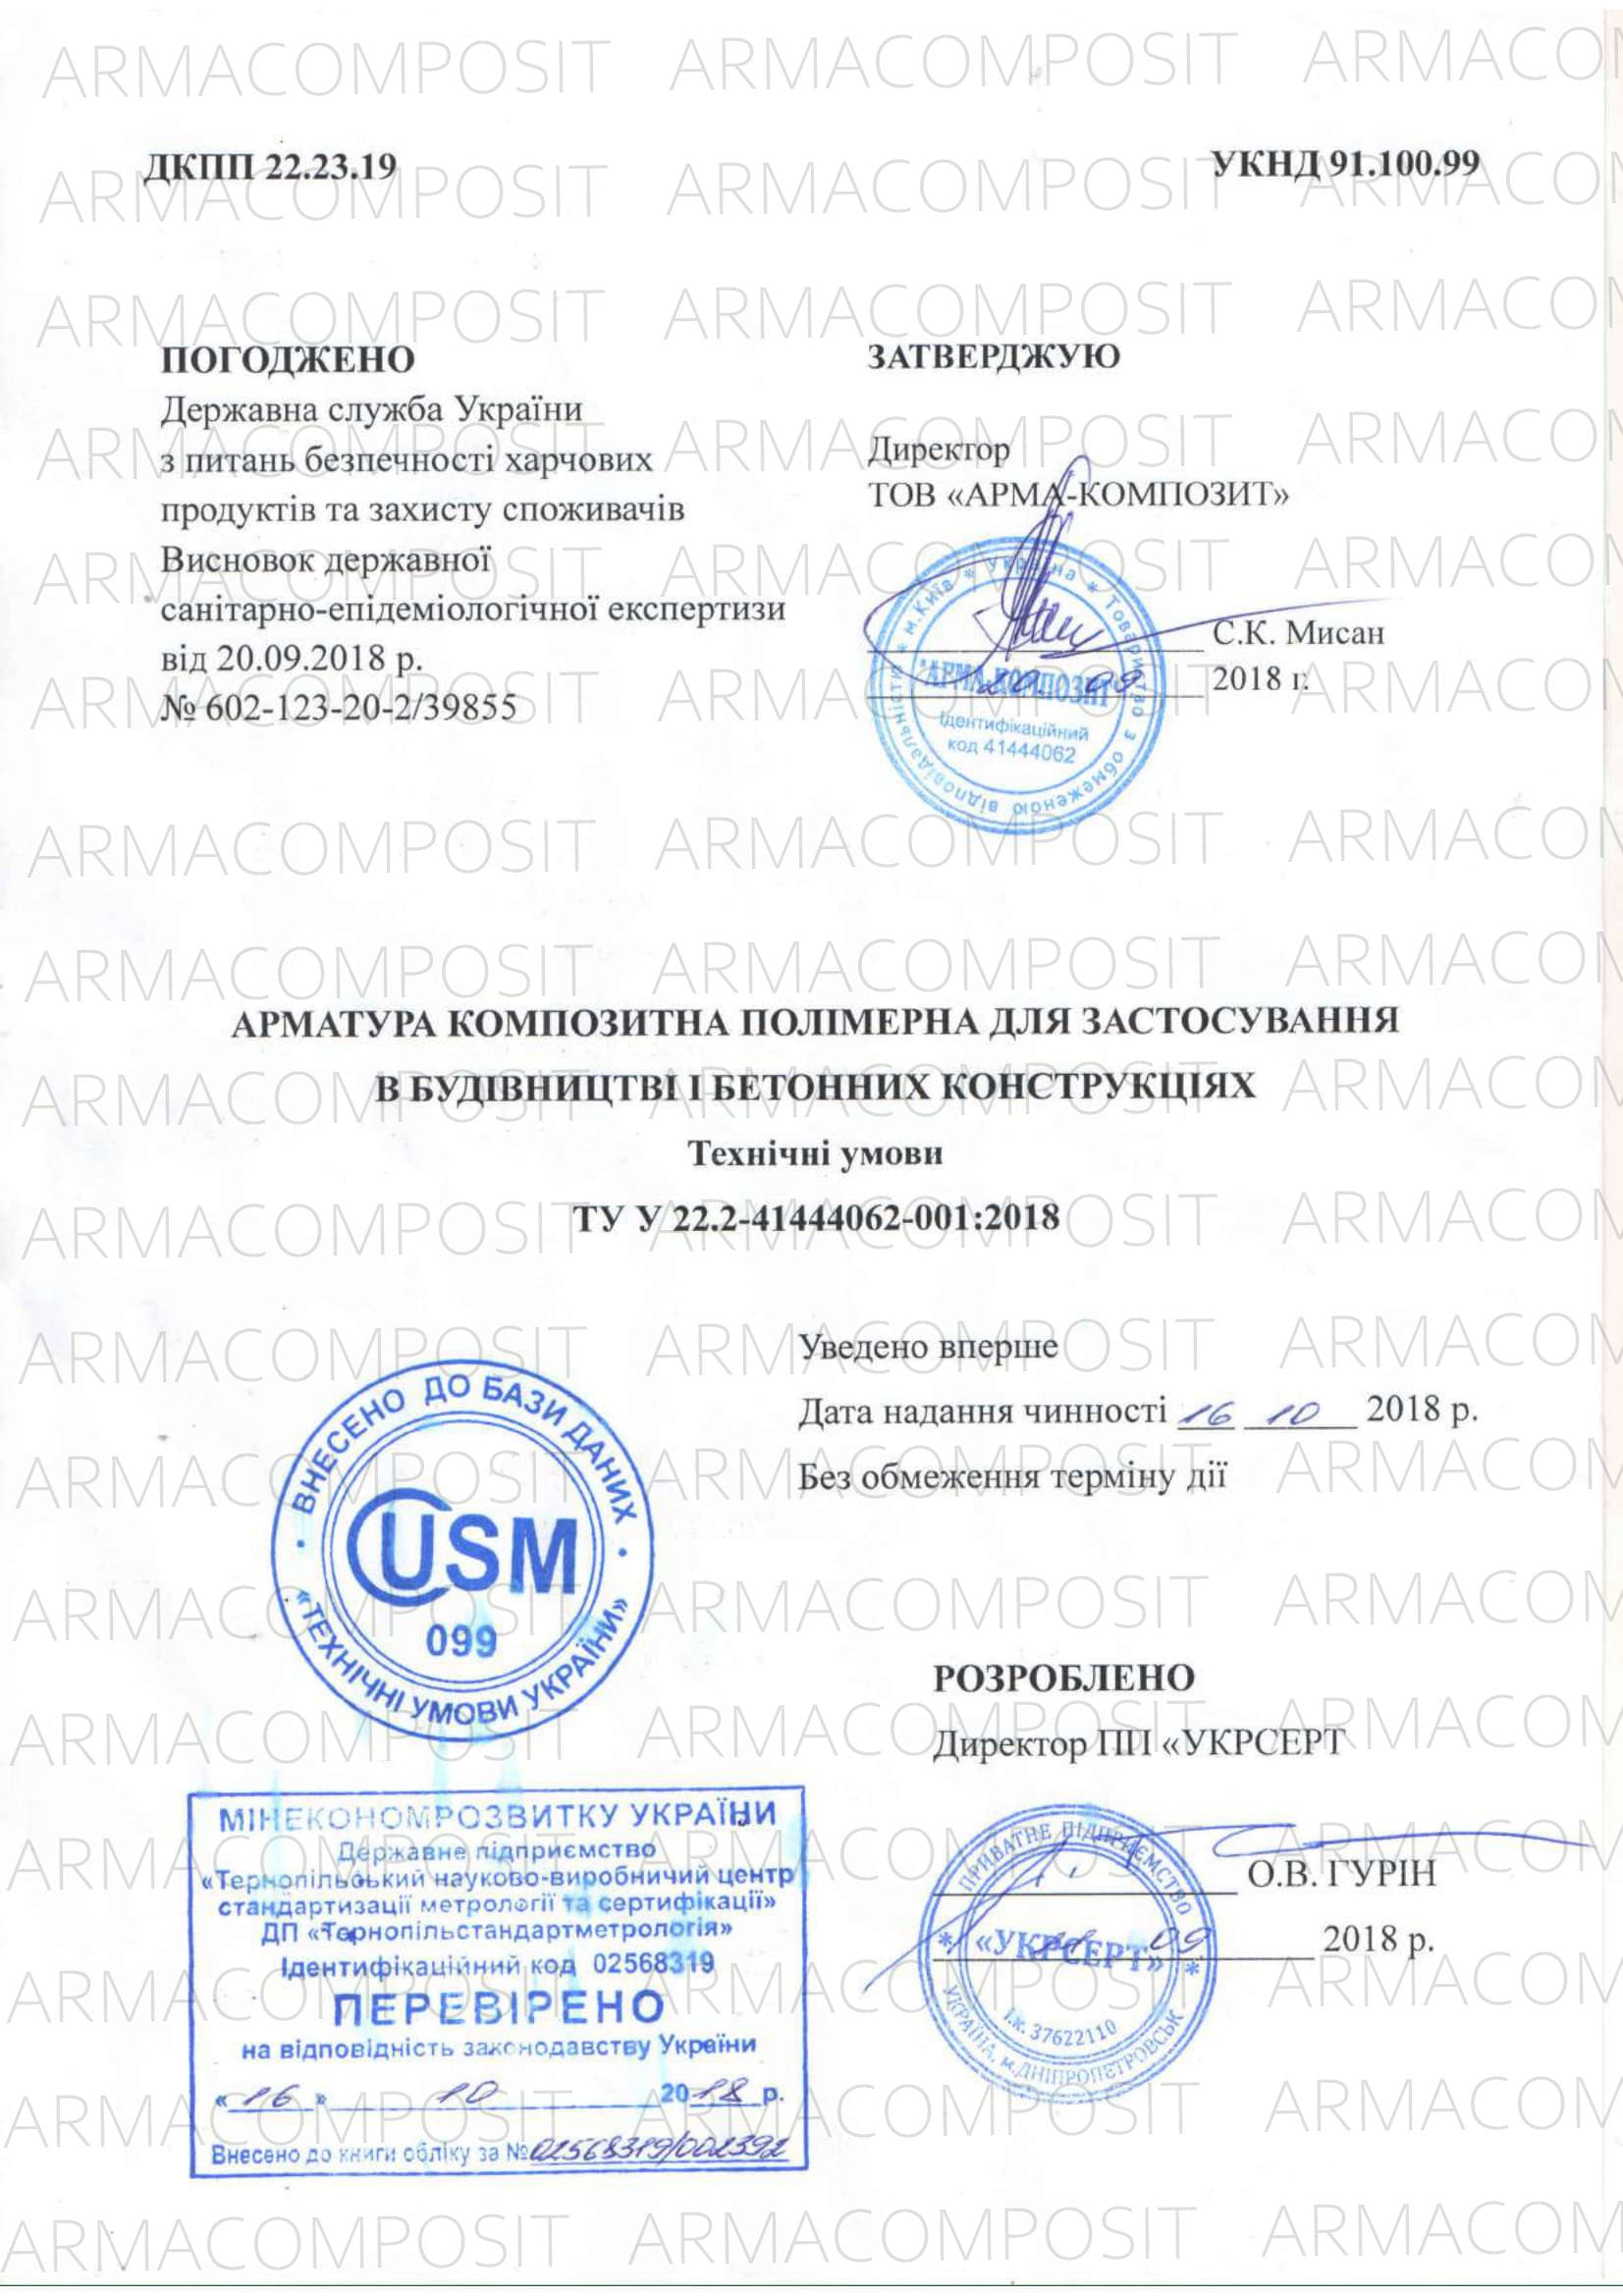 ДКПП 22.23.19
УКНД 91.100.99
ПОГОДЖЕНО
Державна служба України
з питань безпечності харчових
продуктів та захисту споживачів
Висновок державної
санітарно-епідеміологічної експертизи
від 20.09.2018 р.
№ 602-123-20-2/39855
ЗАТВЕРДЖУЮ
Директор
ТОВ «АРМА-КОМПОЗИТ»
С.К. Мисан
09 2018 г.
* м.Київ * Україна * Товариство з обмеженою відповідальністю
"АРМА-КОМПОЗИТ"
Ідентифікаційний
код 41444062
АРМАТУРА КОМПОЗИТНА ПОЛІМЕРНА ДЛЯ ЗАСТОСУВАННЯ
В БУДІВНИЦТВІ І БЕТОННИХ КОНСТРУКЦІЯХ
Технічні умови
ТУ У 22.2-41444062-001:2018
Уведено вперше
Дата надання чинності 16 10 2018 р.
Без обмеження терміну дії
ВНЕСЕНО ДО БАЗИ ДАНИХ
USM
099
«ТЕХНІЧНІ УМОВИ УКРАЇНИ»
РОЗРОБЛЕНО
Директор ПП «УКРСЕРТ
О.В. ГУРІН
09 2018 р.
ПРИВАТНЕ ПІДПРИЄМСТВО
«УКРСЕРТ»
І.к. 37622110
УКРАЇНА, м.ДНІПРОПЕТРОВСЬК
МІНЕКОНОМРОЗВИТКУ УКРАЇНИ
Державне підприємство
«Тернопільський науково-виробничий центр
стандартизації метрології та сертифікації»
ДП «Тернопільстандартметрологія»
Ідентифікаційний код 02568319
ПЕРЕВІРЕНО
на відповідність законодавству України
«16» 10 2018 р.
Внесено до книги обліку за № 02568319/002392
ARMACOMPOSIT